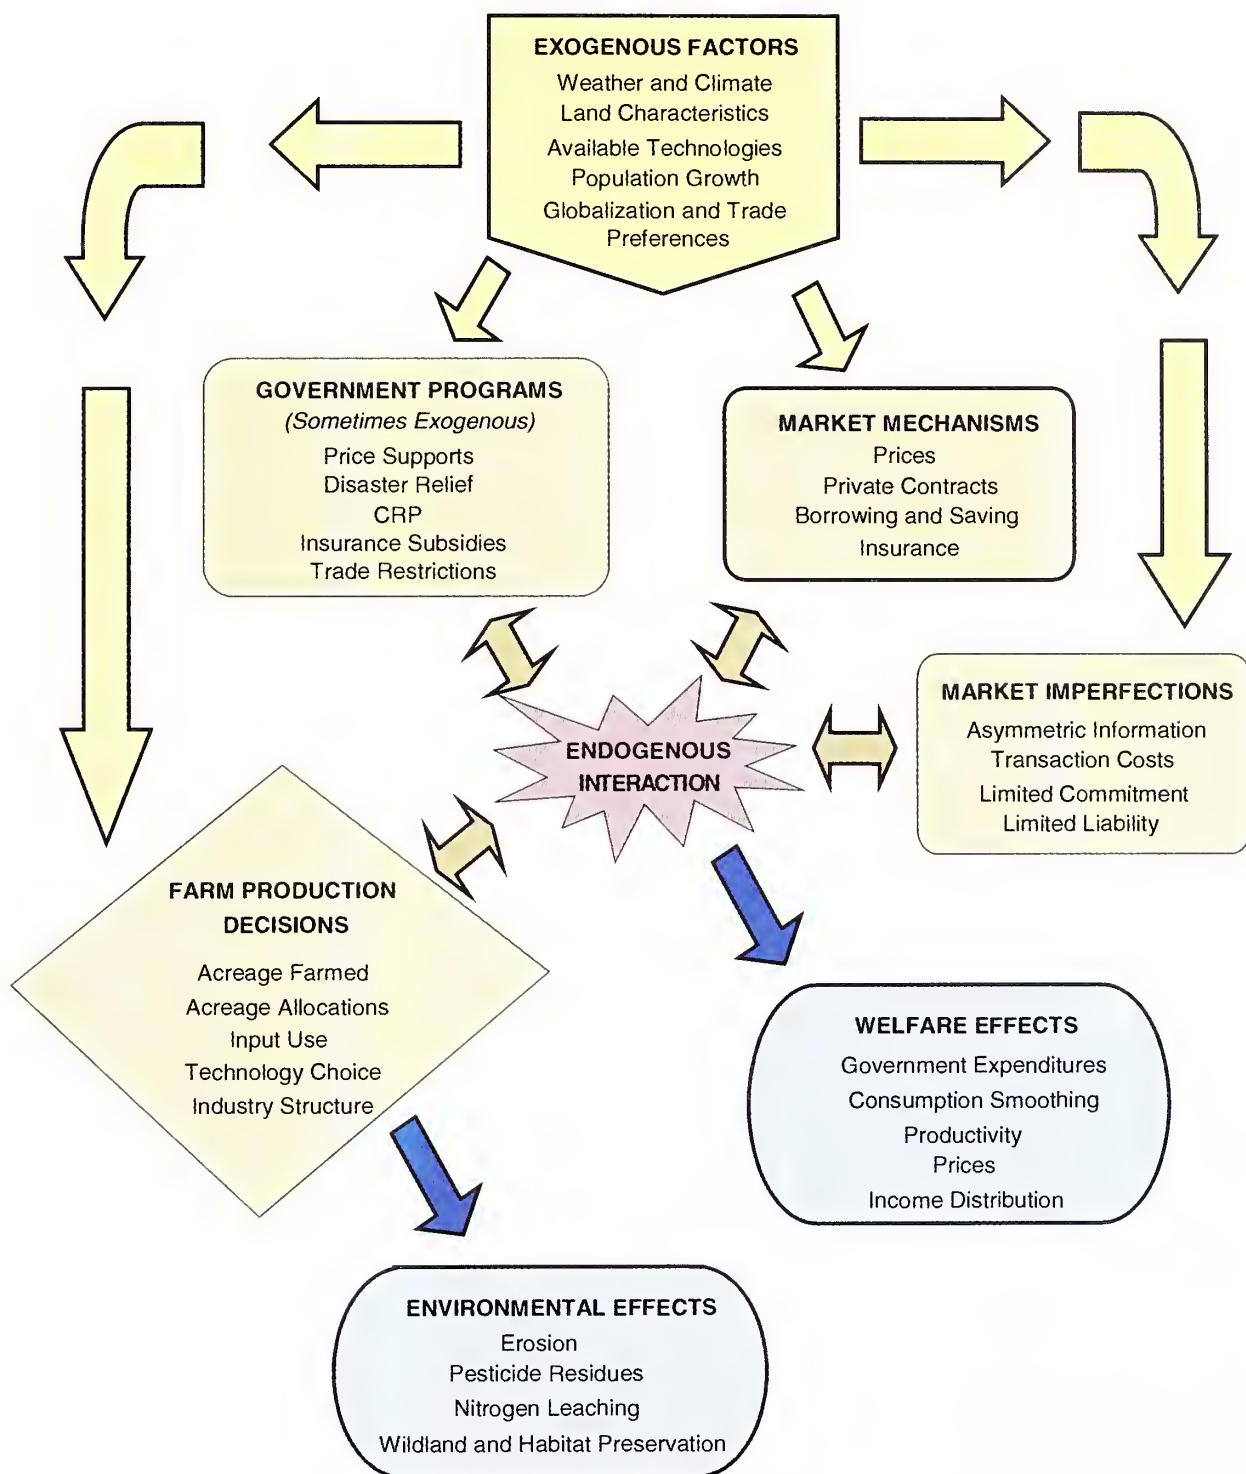 EXOGENOUS FACTORS
Weather and Climate
Land Characteristics
Available Technologies
Population Growth
Globalization and Trade
Preferences
GOVERNMENT PROGRAMS
(Sometimes Exogenous)
Price Supports
Disaster Relief
CRP
Insurance Subsidies
Trade Restrictions
MARKET MECHANISMS
Prices
Private Contracts
Borrowing and Saving
Insurance
MARKET IMPERFECTIONS
Asymmetric Information
Transaction Costs
Limited Commitment
Limited Liability
ENDOGENOUS
INTERACTION
FARM PRODUCTION
DECISIONS
Acreage Farmed
Acreage Allocations
Input Use
Technology Choice
Industry Structure
WELFARE EFFECTS
Government Expenditures
Consumption Smoothing
Productivity
Prices
Income Distribution
ENVIRONMENTAL EFFECTS
Erosion
Pesticide Residues
Nitrogen Leaching
Wildland and Habitat Preservation